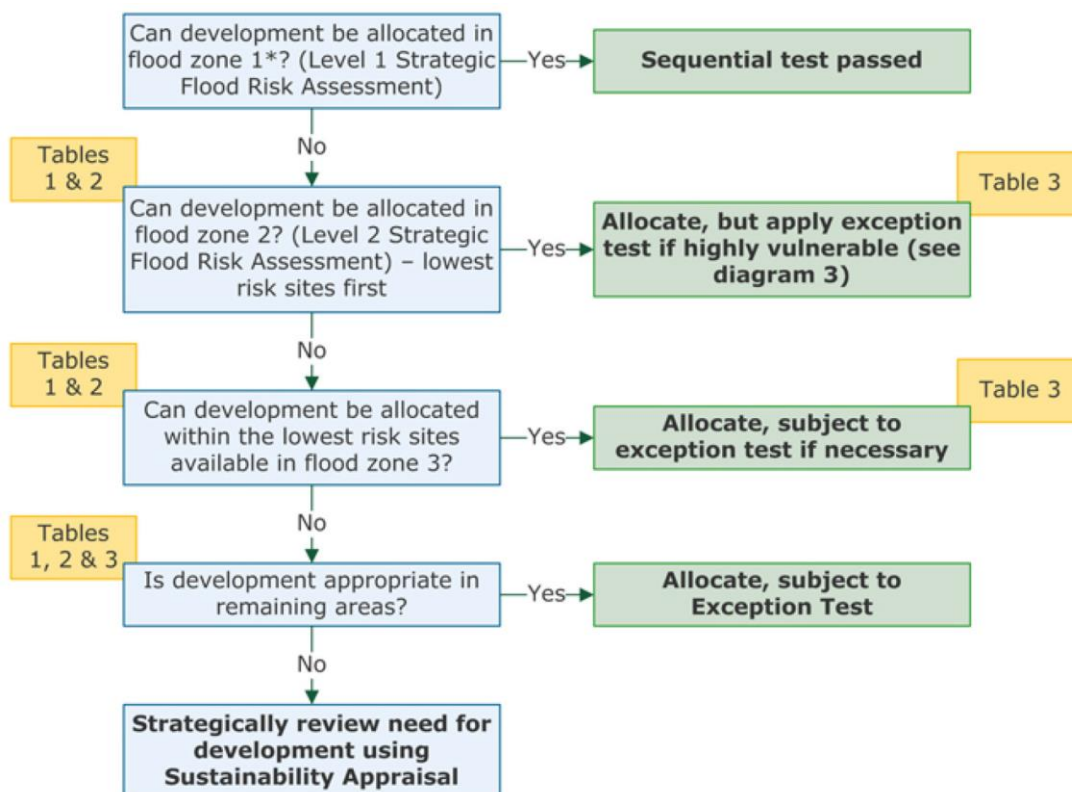 Can development be allocated in
flood zone 1*? (Level 1 Strategic
Flood Risk Assessment)
Yes
Sequential test passed
No
Tables
1 & 2
Can development be allocated in
flood zone 2? (Level 2 Strategic
Flood Risk Assessment) – lowest
risk sites first
Yes
Table 3
Allocate, but apply exception
test if highly vulnerable (see
diagram 3)
No
Tables
1 & 2
Can development be allocated
within the lowest risk sites
available in flood zone 3?
Yes
Table 3
Allocate, subject to
exception test if necessary
No
Tables
1, 2 & 3
Is development appropriate in
remaining areas?
Yes
Allocate, subject to
Exception Test
No
Strategically review need for
development using
Sustainability Appraisal